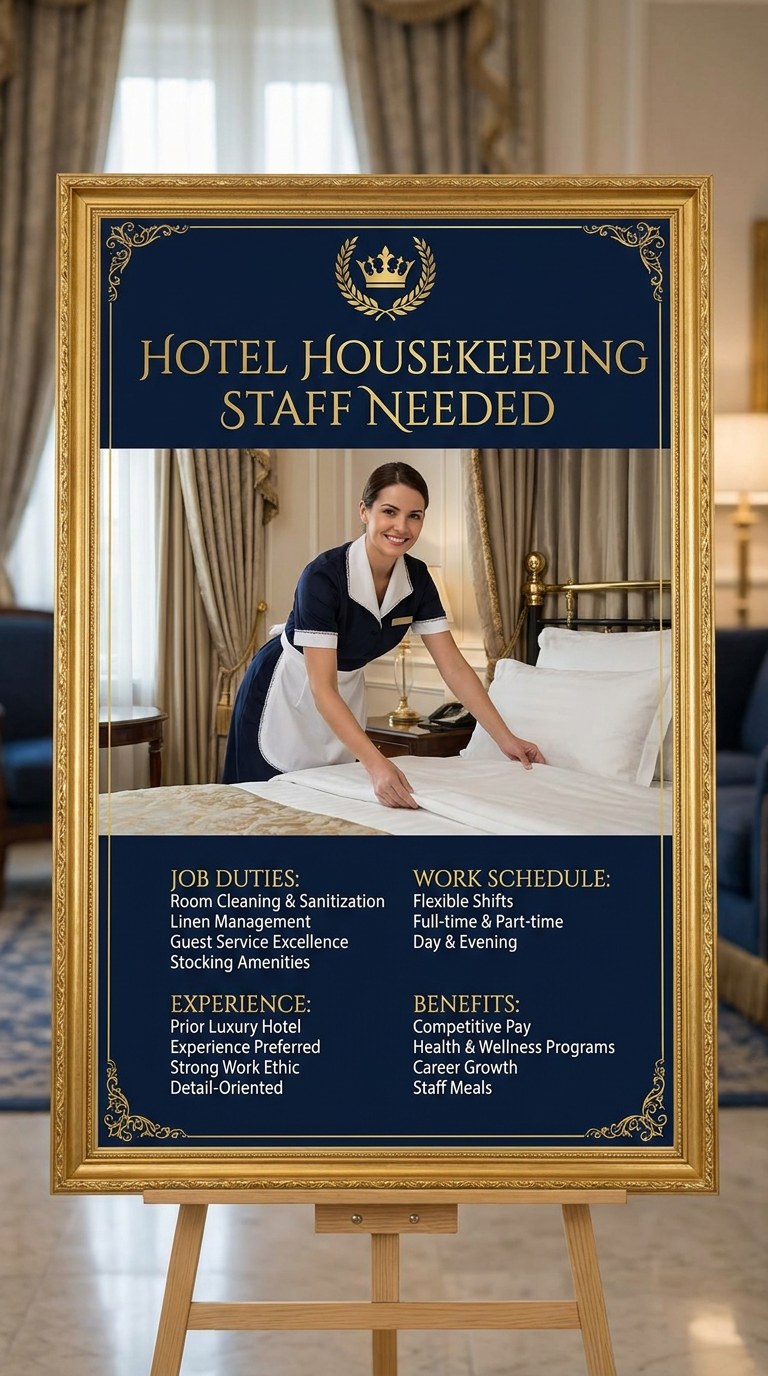 HOTEL HOUSEKEEPING
STAFF NEEDED
JOB DUTIES:
Room Cleaning & Sanitization
Linen Management
Guest Service Excellence
Stocking Amenities
WORK SCHEDULE:
Flexible Shifts
Full-time & Part-time
Day & Evening
EXPERIENCE:
Prior Luxury Hotel
Experience Preferred
Strong Work Ethic
Detail-Oriented
BENEFITS:
Competitive Pay
Health & Wellness Programs
Career Growth
Staff Meals